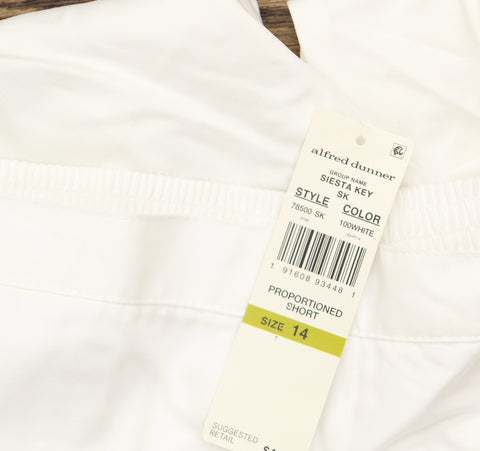 alfred dunner
GROUP NAME
SIESTA KEY
SK
STYLE COLOR
78500 SK 100WHITE
1 91608 93448 1
PROPORTIONED
SHORT
SIZE 14
SUGGESTED
RETAIL